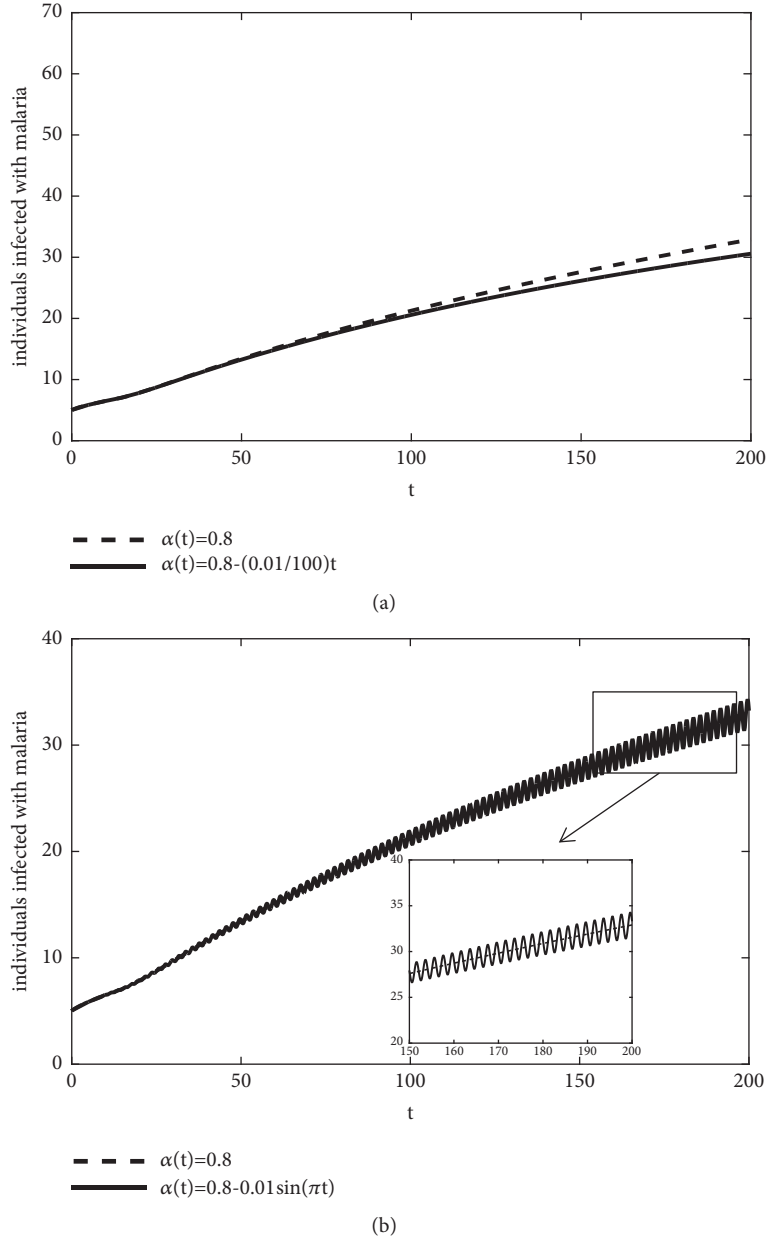 70
60
50
40
30
20
10
0
individuals infected with malaria
0 50 100 150 200
t
α(t)=0.8
α(t)=0.8-(0.01/100)t
(a)
40
30
20
10
0
individuals infected with malaria
40
35
30
25
20
150 160 170 180 190 200
0 50 100 150 200
t
α(t)=0.8
α(t)=0.8-0.01sin(πt)
(b)